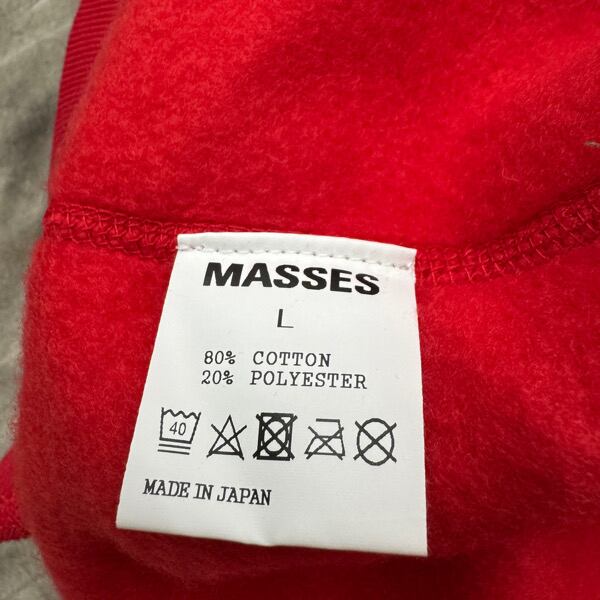 MASSES
L
80% COTTON
20% POLYESTER
40
MADE IN JAPAN